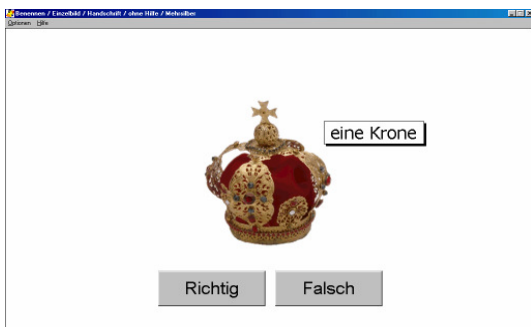 Benennen / Einzelbild / Handschrift / ohne Hilfe / Mehrsilber
Optionen Hilfe
eine Krone
Richtig Falsch